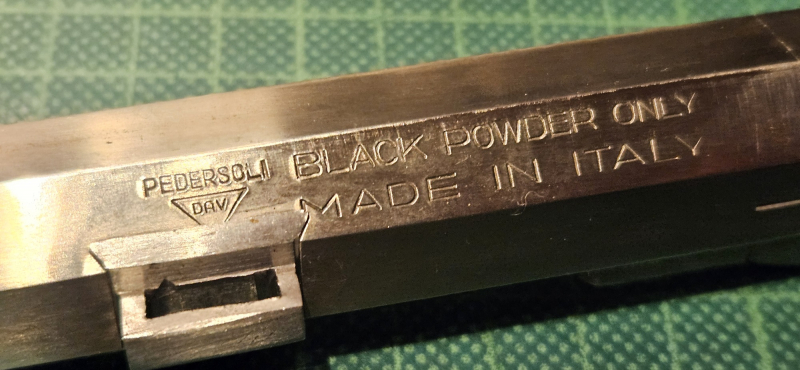 PEDERSOLI
DAV
BLACK POWDER ONLY
MADE IN ITALY